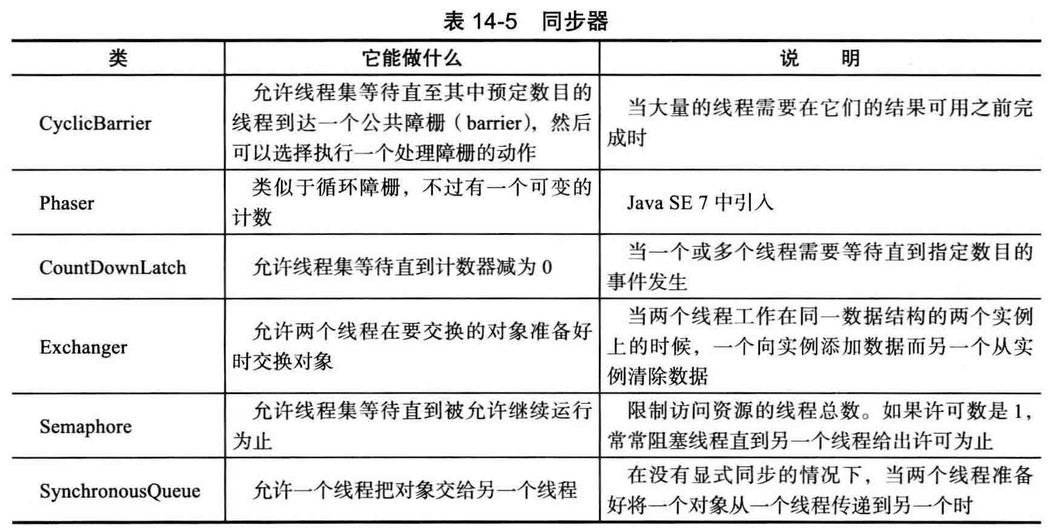 表 14-5 同步器
类 它能做什么 说 明
CyclicBarrier
允许线程集等待直至其中预定数目的
线程到达一个公共障栅（barrier），然后
可以选择执行一个处理障栅的动作
当大量的线程需要在它们的结果可用之前完
成时
Phaser
类似于循环障栅，不过有一个可变的
计数
Java SE 7 中引入
CountDownLatch
允许线程集等待直到计数器减为 0
当一个或多个线程需要等待直到指定数目的
事件发生
Exchanger
允许两个线程在要交换的对象准备好
时交换对象
当两个线程工作在同一数据结构的两个实例
上的时候，一个向实例添加数据而另一个从实
例清除数据
Semaphore
允许线程集等待直到被允许继续运行
为止
限制访问资源的线程总数。如果许可数是 1，
常常阻塞线程直到另一个线程给出许可为止
SynchronousQueue
允许一个线程把对象交给另一个线程
在没有显式同步的情况下，当两个线程准备
好将一个对象从一个线程传递到另一个时